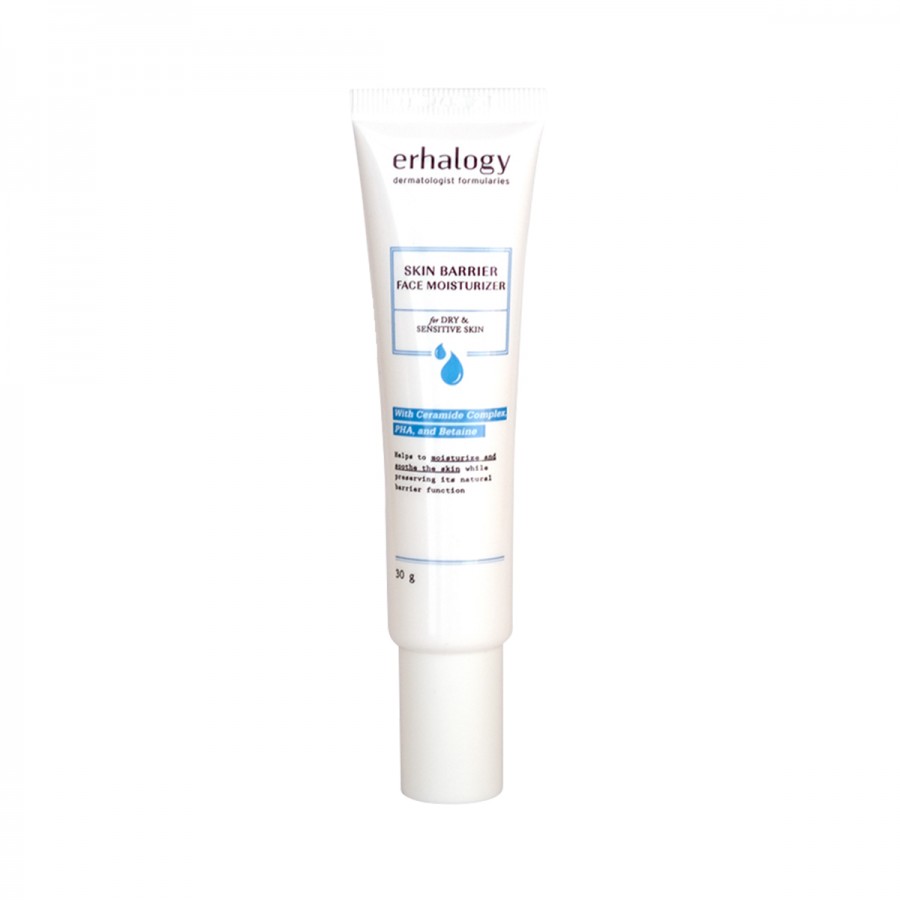 erhalogy
dermatologist formularies
SKIN BARRIER
FACE MOISTURIZER
for DRY &
SENSITIVE SKIN
With Ceramide Complex,
PHA, and Betaine
Helps to moisturize and
soothe the skin while
preserving its natural
barrier function
30 g